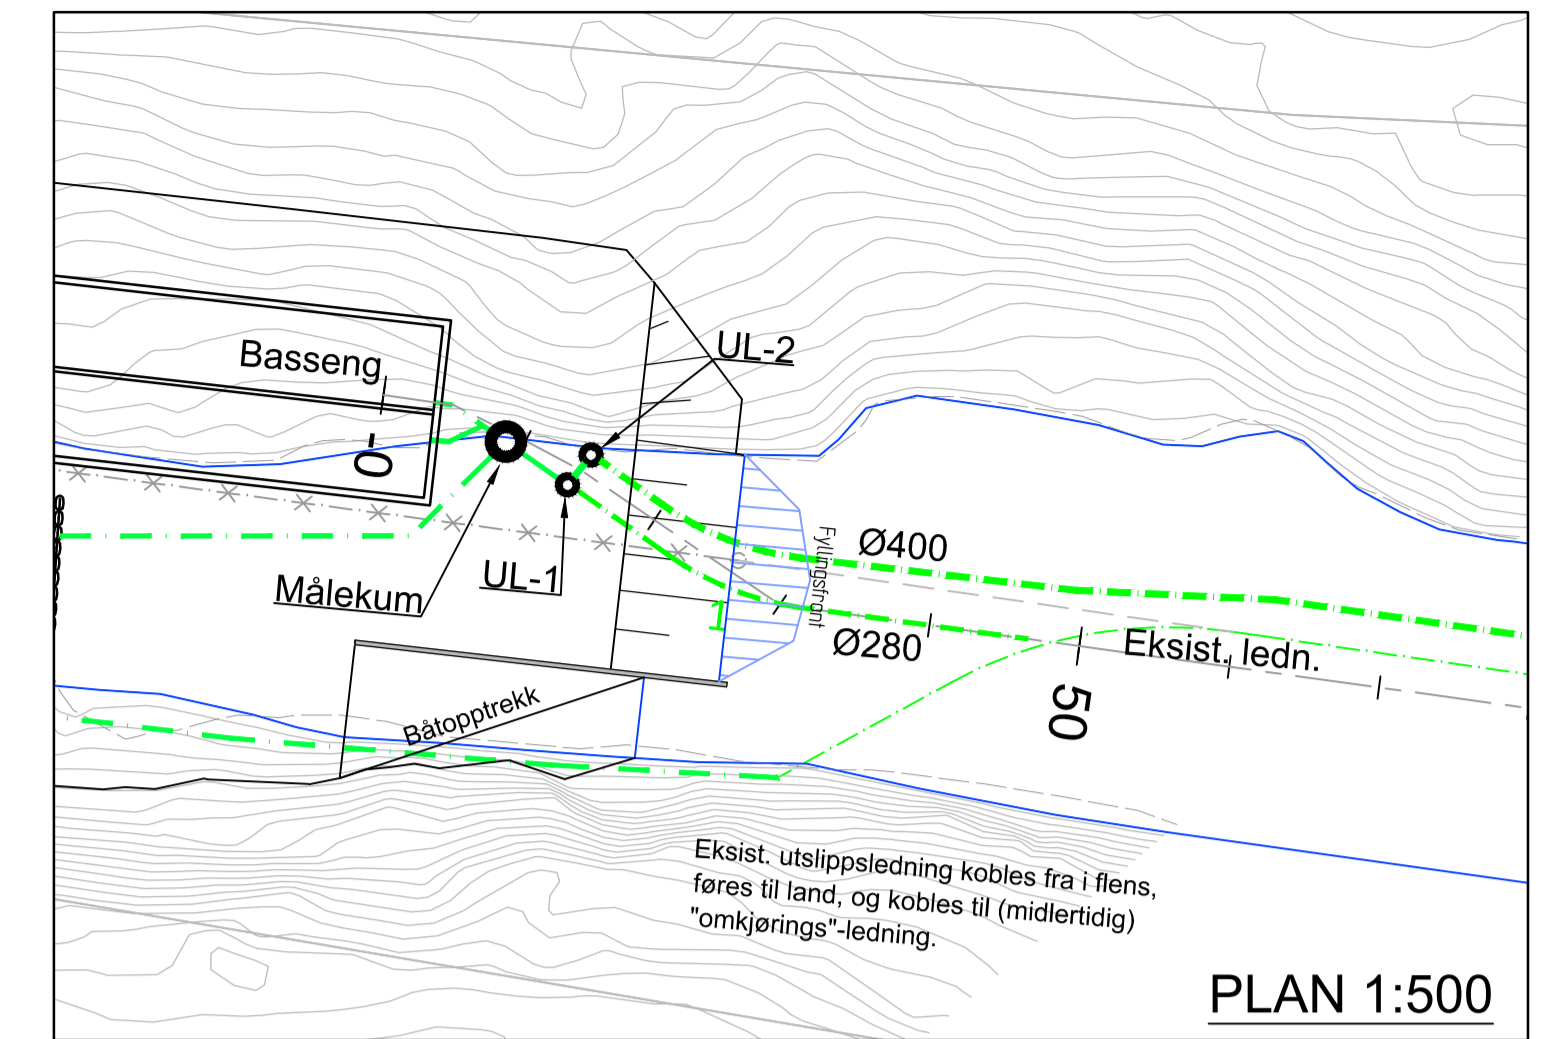 UL-2
Basseng
0
Ø400
Fyllingsfront
UL-1
Målekum
1
Ø280
Eksist. ledn.
50
Båtopptrekk
Eksist. utslippsledning kobles fra i flens,
føres til land, og kobles til (midlertidig)
"omkjørings"-ledning.
PLAN 1:500